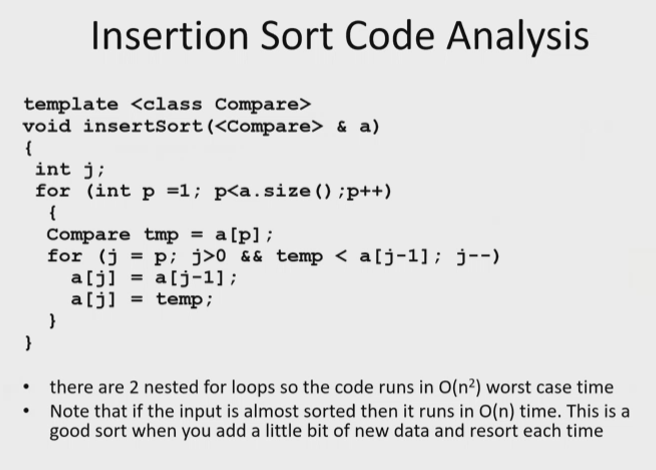 Insertion Sort Code Analysis
template <class Compare>
void insertSort(<Compare> & a)
{
int j;
for (int p =1; p<a.size();p++)
{
Compare tmp = a[p];
for (j = p; j>0 && temp < a[j-1]; j--)
a[j] = a[j-1];
a[j] = temp;
}
}
• there are 2 nested for loops so the code runs in O(n²) worst case time
• Note that if the input is almost sorted then it runs in O(n) time. This is a
good sort when you add a little bit of new data and resort each time